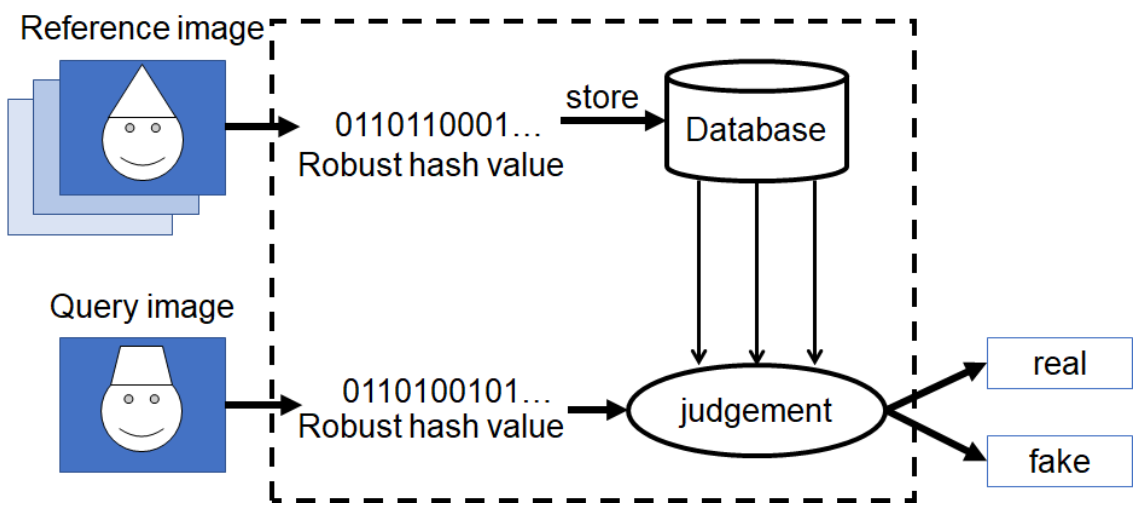 Reference image
0110110001...
Robust hash value
store
Database
Query image
0110100101...
Robust hash value
judgement
real
fake